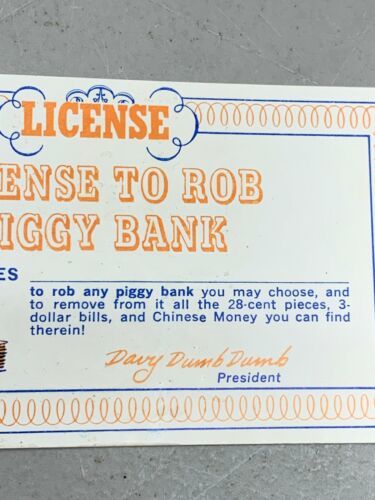 LICENSE
ENSE TO ROB
IGGY BANK
ES
to rob any piggy bank you may choose, and
to remove from it all the 28-cent pieces, 3-
dollar bills, and Chinese Money you can find
therein!
Davy Dumb Dumb
President